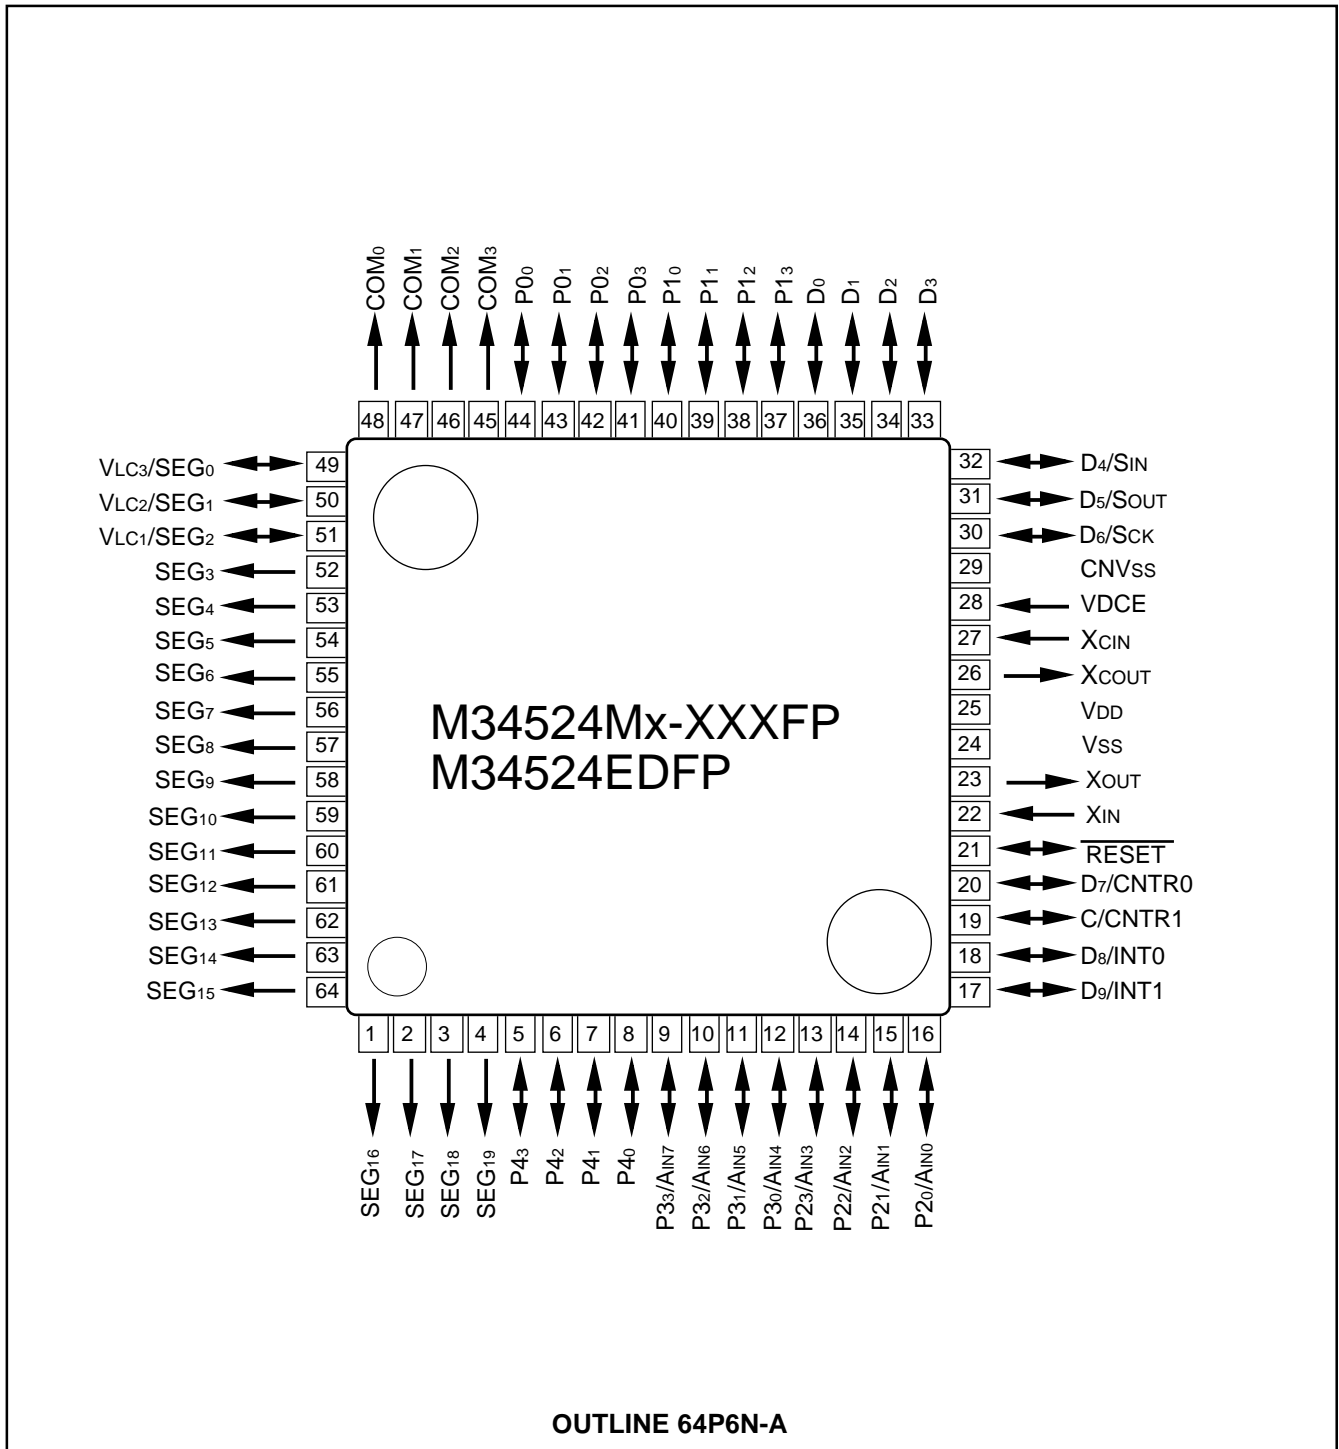 COM0 COM1 COM2 COM3 P00 P01 P02 P03 P10 P11 P12 P13 D0 D1 D2 D3
48 47 46 45 44 43 42 41 40 39 38 37 36 35 34 33
VLC3/SEG0 49
VLC2/SEG1 50
VLC1/SEG2 51
SEG3 52
SEG4 53
SEG5 54
SEG6 55
SEG7 56
SEG8 57
SEG9 58
SEG10 59
SEG11 60
SEG12 61
SEG13 62
SEG14 63
SEG15 64
M34524Mx-XXXFP
M34524EDFP
32 D4/SIN
31 D5/SOUT
30 D6/SCK
29 CNVSS
28 VDCE
27 XCIN
26 XCOUT
25 VDD
24 VSS
23 XOUT
22 XIN
21 RESET
20 D7/CNTR0
19 C/CNTR1
18 D8/INT0
17 D9/INT1
1 2 3 4 5 6 7 8 9 10 11 12 13 14 15 16
SEG16 SEG17 SEG18 SEG19 P43 P42 P41 P40 P33/AIN7 P32/AIN6 P31/AIN5 P30/AIN4 P23/AIN3 P22/AIN2 P21/AIN1 P20/AIN0
OUTLINE 64P6N-A